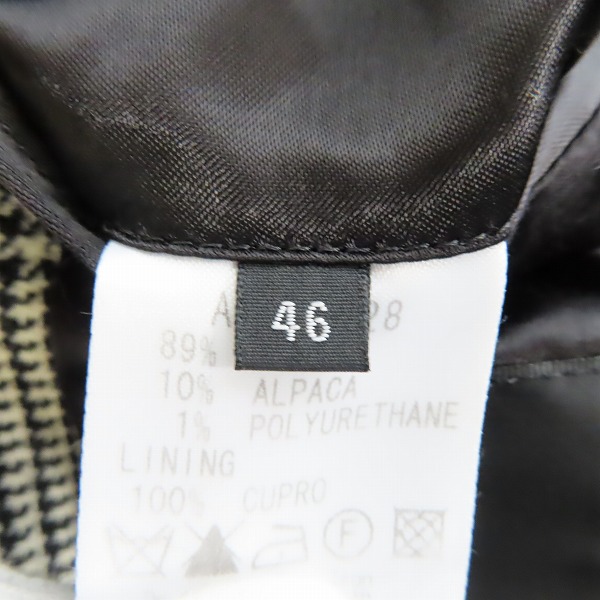 46
A 28
89%
10% ALPACA
1% POLYURETHANE
LINING
100% CUPRO
F